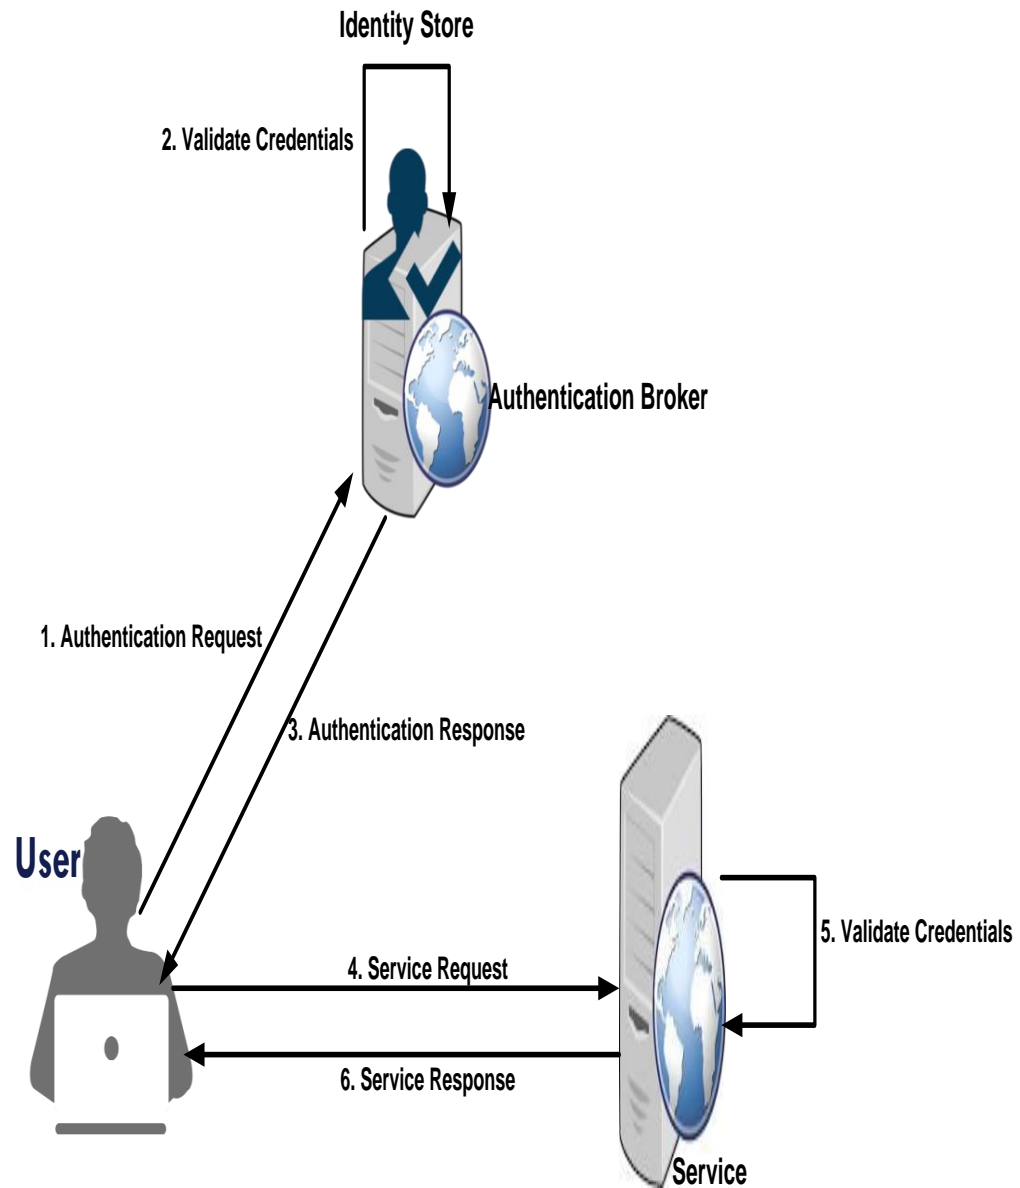 Identity Store
2. Validate Credentials
Authentication Broker
1. Authentication Request
3. Authentication Response
User
5. Validate Credentials
4. Service Request
6. Service Response
Service